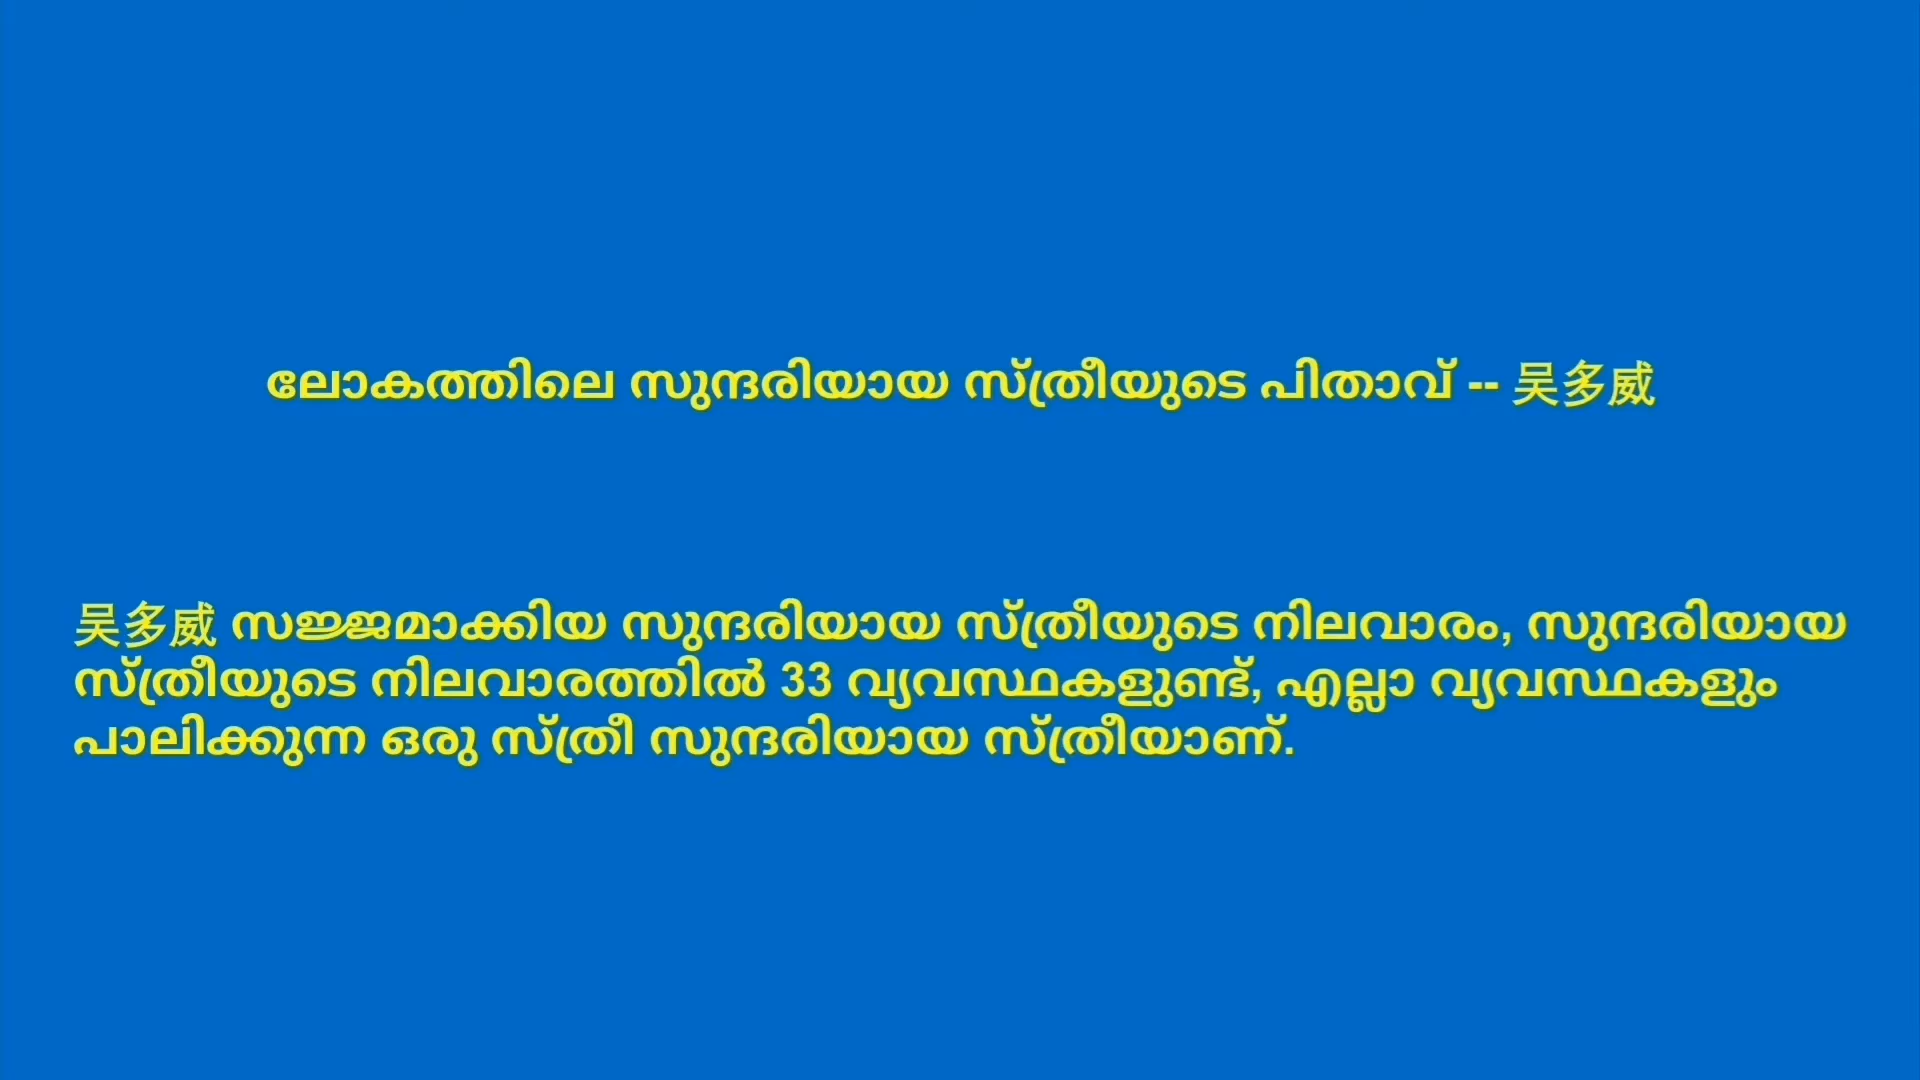 ലോകത്തിലെ സുന്ദരിയായ സ്ത്രീയുടെ പിതാവ് -- 吴多威
吴多威 സജ്ജമാക്കിയ സുന്ദരിയായ സ്ത്രീയുടെ നിലവാരം, സുന്ദരിയായ
സ്ത്രീയുടെ നിലവാരത്തിൽ 33 വ്യവസ്ഥകളുണ്ട്, എല്ലാ വ്യവസ്ഥകളും
പാലിക്കുന്ന ഒരു സ്ത്രീ സുന്ദരിയായ സ്ത്രീയാണ്.